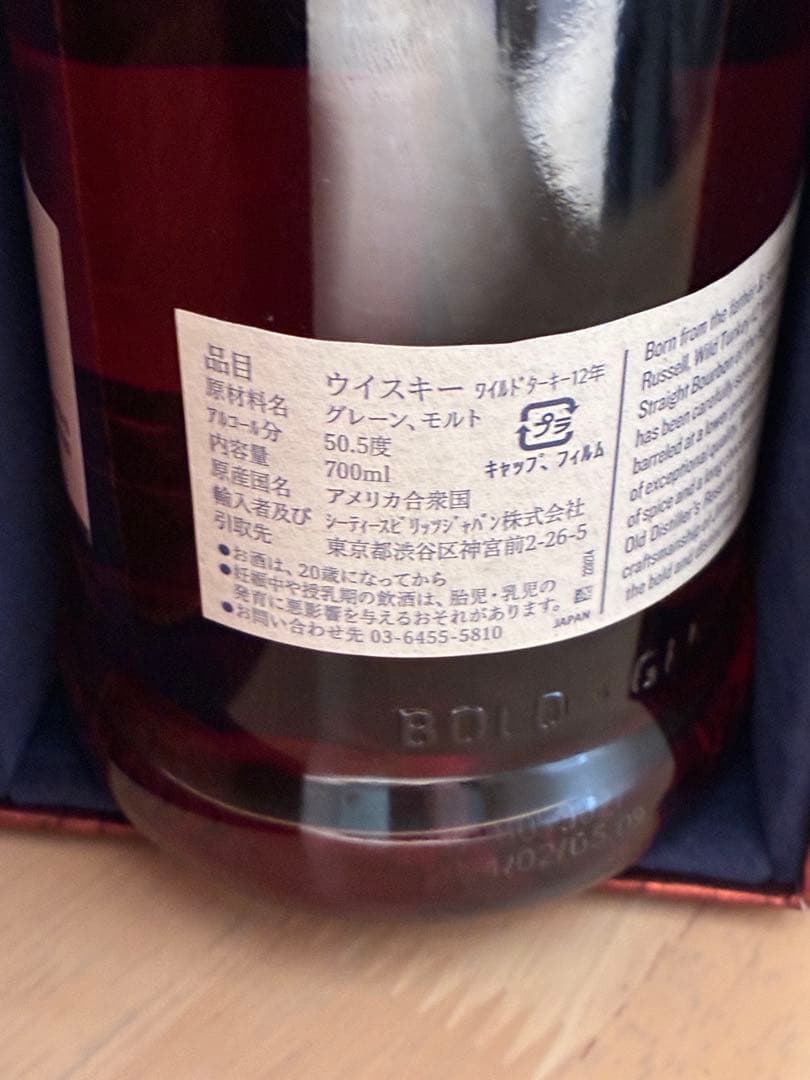 品目 ウイスキー ワイルドターキー12年
原材料名 グレーン、モルト
アルコール分 50.5度
内容量 700ml
原産国名 アメリカ合衆国
輸入者及び シーティースピリッツジャパン株式会社
引取先 東京都渋谷区神宮前2-26-5
プラ
キャップ、フィルム
●お酒は、20歳になってから
●妊娠中や授乳期の飲酒は、胎児・乳児の
発育に悪影響を与えるおそれがあります。
●お問い合わせ先 03-6455-5810
JAPAN
Born from the father &
Russell, Wild Turkey
Straight Bourbon
has been carefully
barreled at a lower
of exceptional quality,
of spice and a long
Old Distiller's
craftsmanship
the bold and
BOLD
/02/05